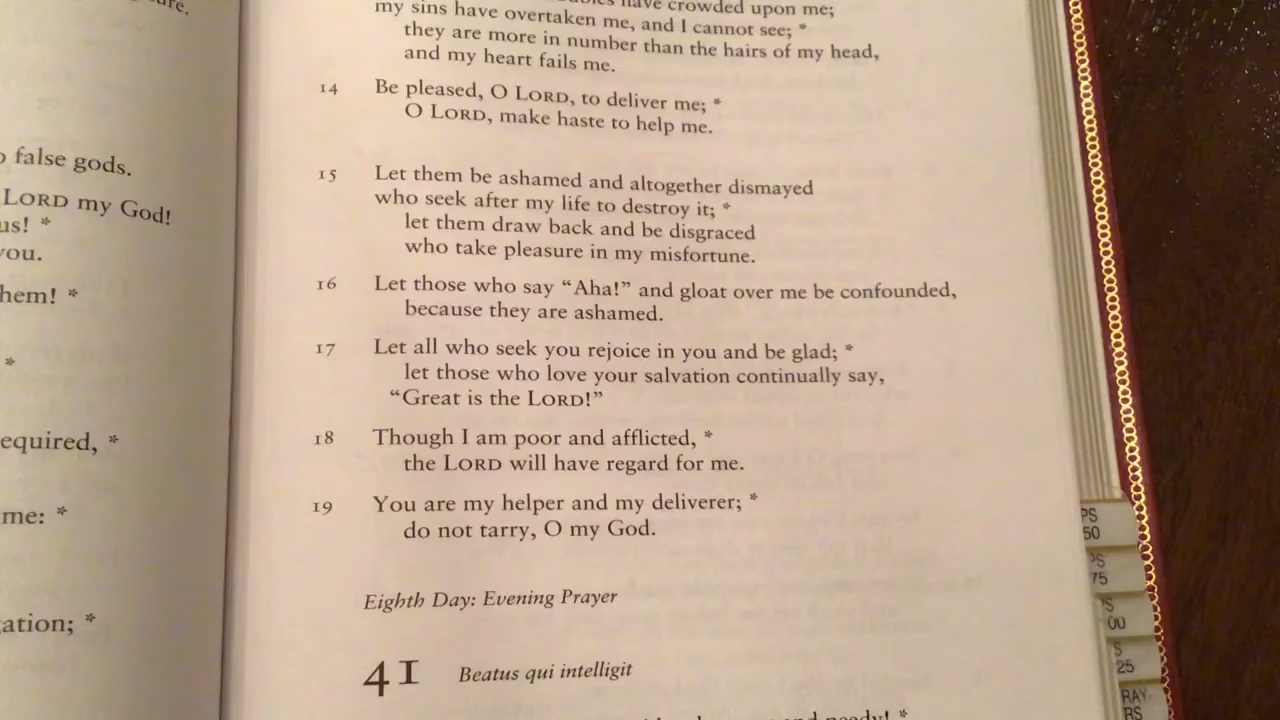 ure.
o false gods.
LORD my God!
us! *
you.
hem! *
*
equired, *
me: *
ation; *
have crowded upon me;
my sins have overtaken me, and I cannot see; *
they are more in number than the hairs of my head,
and my heart fails me.
14 Be pleased, O LORD, to deliver me; *
O LORD, make haste to help me.
15 Let them be ashamed and altogether dismayed
who seek after my life to destroy it; *
let them draw back and be disgraced
who take pleasure in my misfortune.
16 Let those who say “Aha!” and gloat over me be confounded,
because they are ashamed.
17 Let all who seek you rejoice in you and be glad; *
let those who love your salvation continually say,
“Great is the LORD!”
18 Though I am poor and afflicted, *
the LORD will have regard for me.
19 You are my helper and my deliverer; *
do not tarry, O my God.
Eighth Day: Evening Prayer
41 Beatus qui intelligit
and needy! *
PS
50
PS
75
S
00
S
25
RAY
RS